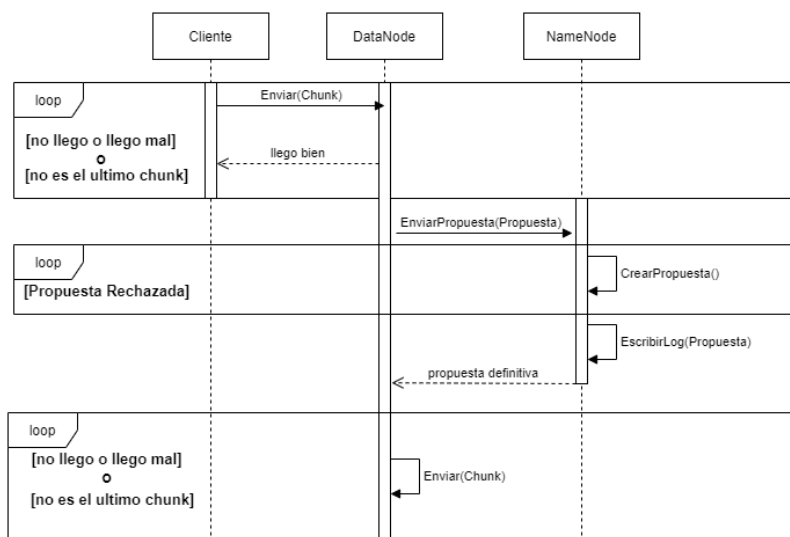 Cliente
DataNode
NameNode
loop
Enviar(Chunk)
[no llego o llego mal]
o
[no es el ultimo chunk]
llego bien
EnviarPropuesta(Propuesta)
loop
[Propuesta Rechazada]
CrearPropuesta()
EscribirLog(Propuesta)
propuesta definitiva
loop
[no llego o llego mal]
o
[no es el ultimo chunk]
Enviar(Chunk)